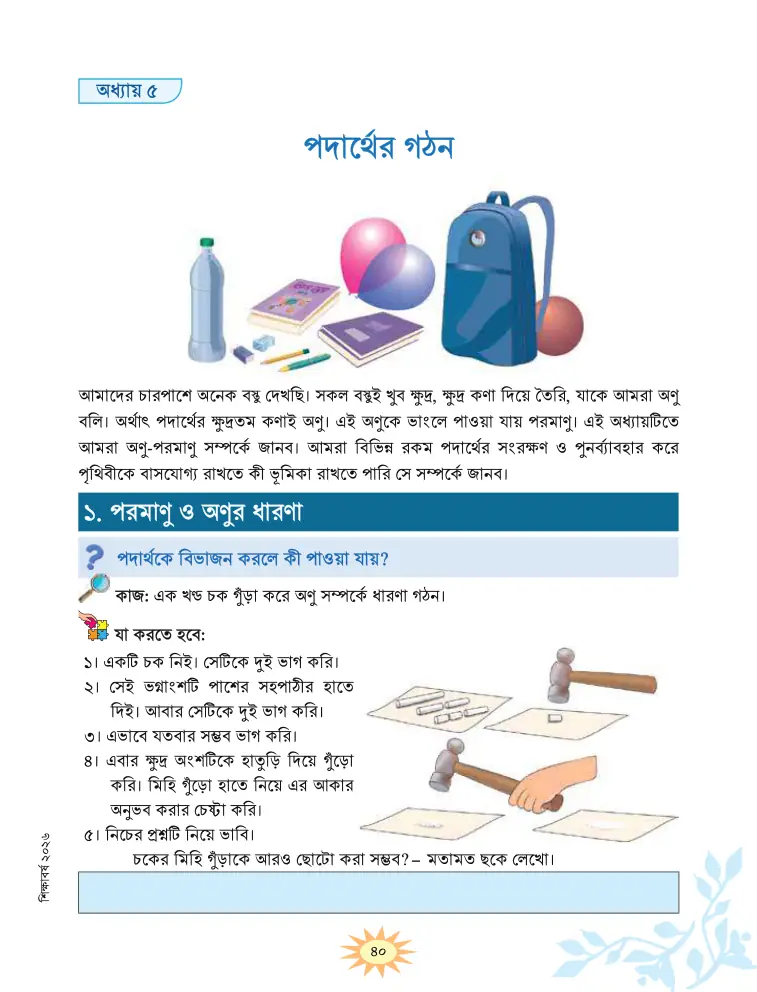 অধ্যায় ৫
পদার্থের গঠন
আমাদের চারপাশে অনেক বস্তু দেখছি। সকল বস্তুই খুব ক্ষুদ্র, ক্ষুদ্র কণা দিয়ে তৈরি, যাকে আমরা অণু
বলি। অর্থাৎ পদার্থের ক্ষুদ্রতম কণাই অণু। এই অণুকে ভাংলে পাওয়া যায় পরমাণু। এই অধ্যায়টিতে
আমরা অণু-পরমাণু সম্পর্কে জানব। আমরা বিভিন্ন রকম পদার্থের সংরক্ষণ ও পুনর্ব্যবহার করে
পৃথিবীকে বাসযোগ্য রাখতে কী ভূমিকা রাখতে পারি সে সম্পর্কে জানব।
১. পরমাণু ও অণুর ধারণা
? পদার্থকে বিভাজন করলে কী পাওয়া যায়?
কাজ: এক খন্ড চক গুঁড়া করে অণু সম্পর্কে ধারণা গঠন।
যা করতে হবে:
১। একটি চক নিই। সেটিকে দুই ভাগ করি।
২। সেই ভগ্নাংশটি পাশের সহপাঠীর হাতে
দিই। আবার সেটিকে দুই ভাগ করি।
৩। এভাবে যতবার সম্ভব ভাগ করি।
৪। এবার ক্ষুদ্র অংশটিকে হাতুড়ি দিয়ে গুঁড়ো
করি। মিহি গুঁড়ো হাতে নিয়ে এর আকার
অনুভব করার চেষ্টা করি।
৫। নিচের প্রশ্নটি নিয়ে ভাবি।
চকের মিহি গুঁড়াকে আরও ছোটো করা সম্ভব? – মতামত ছকে লেখো।
শিক্ষাবর্ষ ২০২৬
৪০